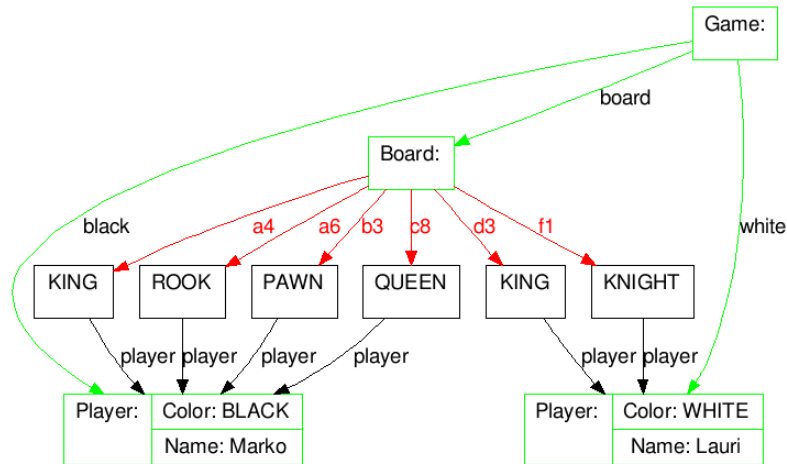 Game:
board
Board:
black
a4
a6
b3
c8
d3
f1
white
KING
ROOK
PAWN
QUEEN
KING
KNIGHT
player
player
player
player
player
player
Player:
Color: BLACK
Name: Marko
Player:
Color: WHITE
Name: Lauri